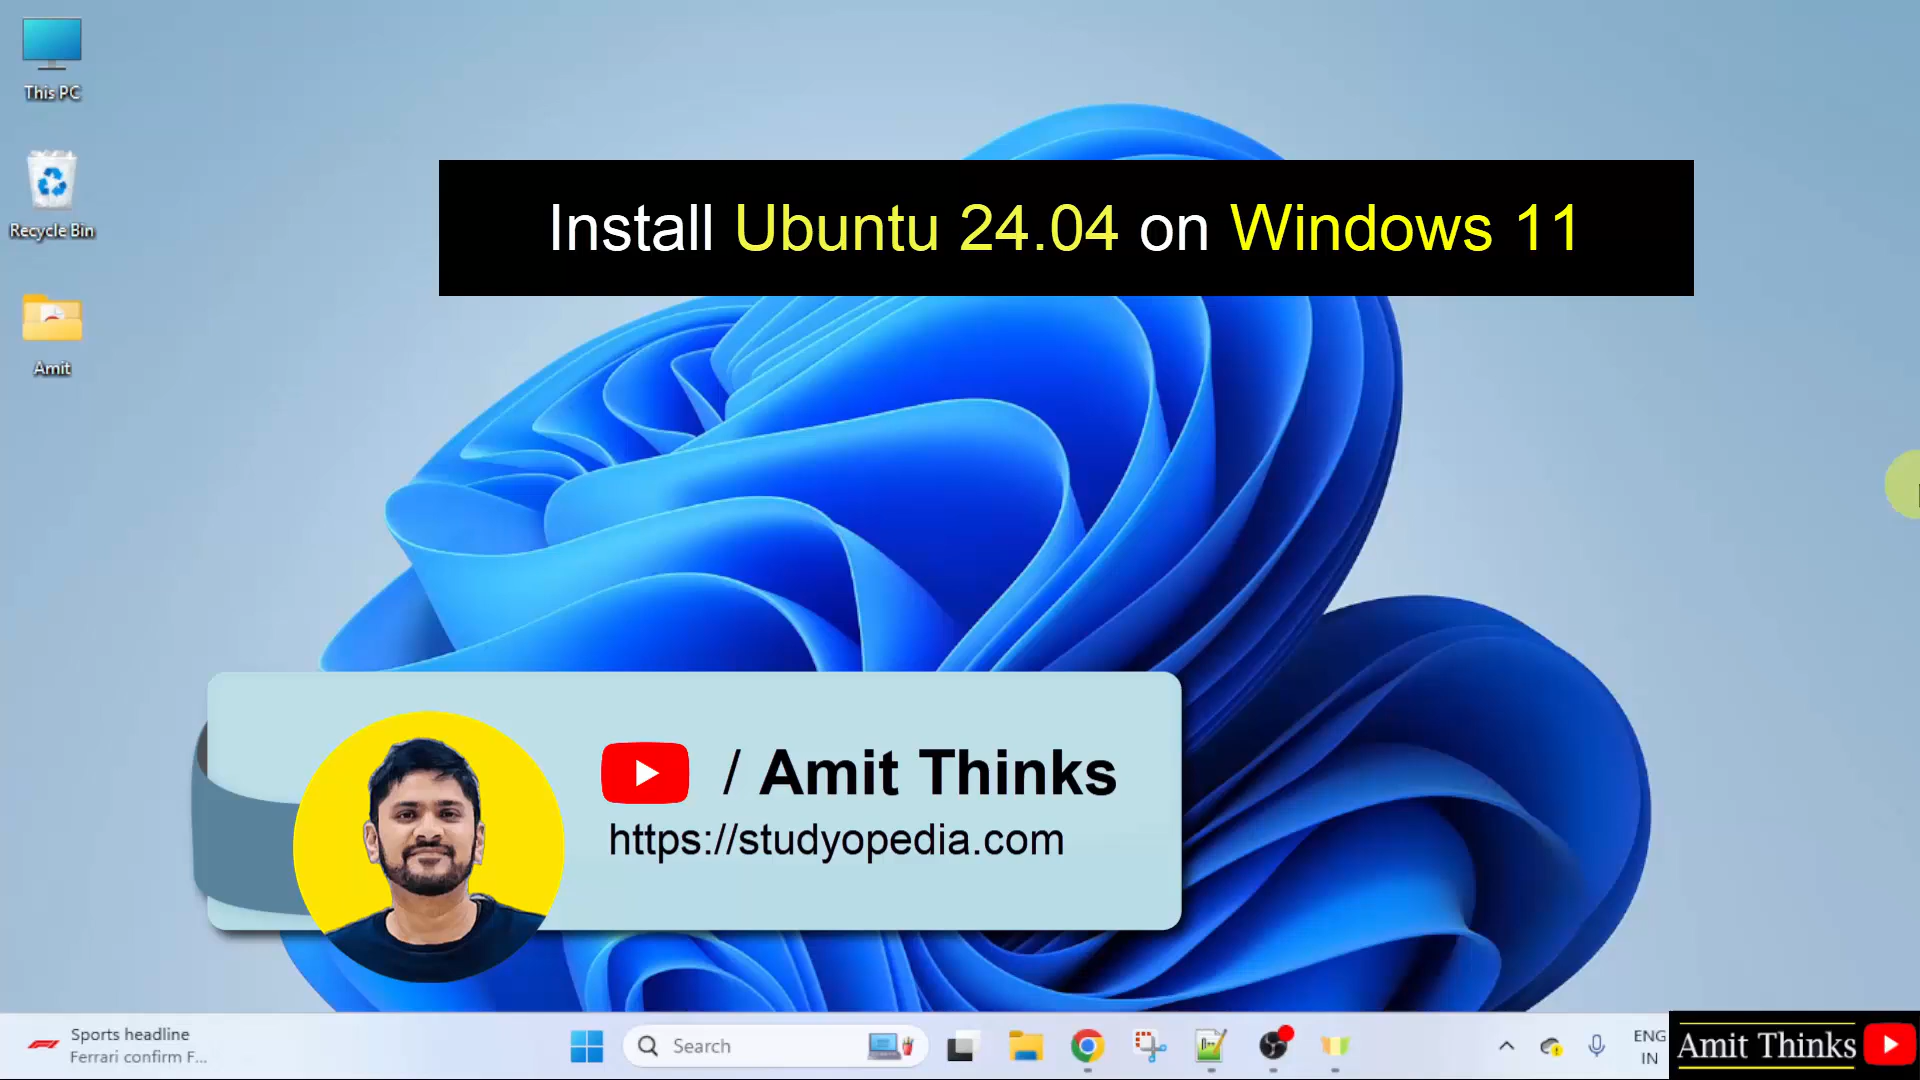 This PC
Recycle Bin
Amit
Install Ubuntu 24.04 on Windows 11
/ Amit Thinks
https://studyopedia.com
Sports headline
Ferrari confirm F...
Search
ENG
IN
Amit Thinks